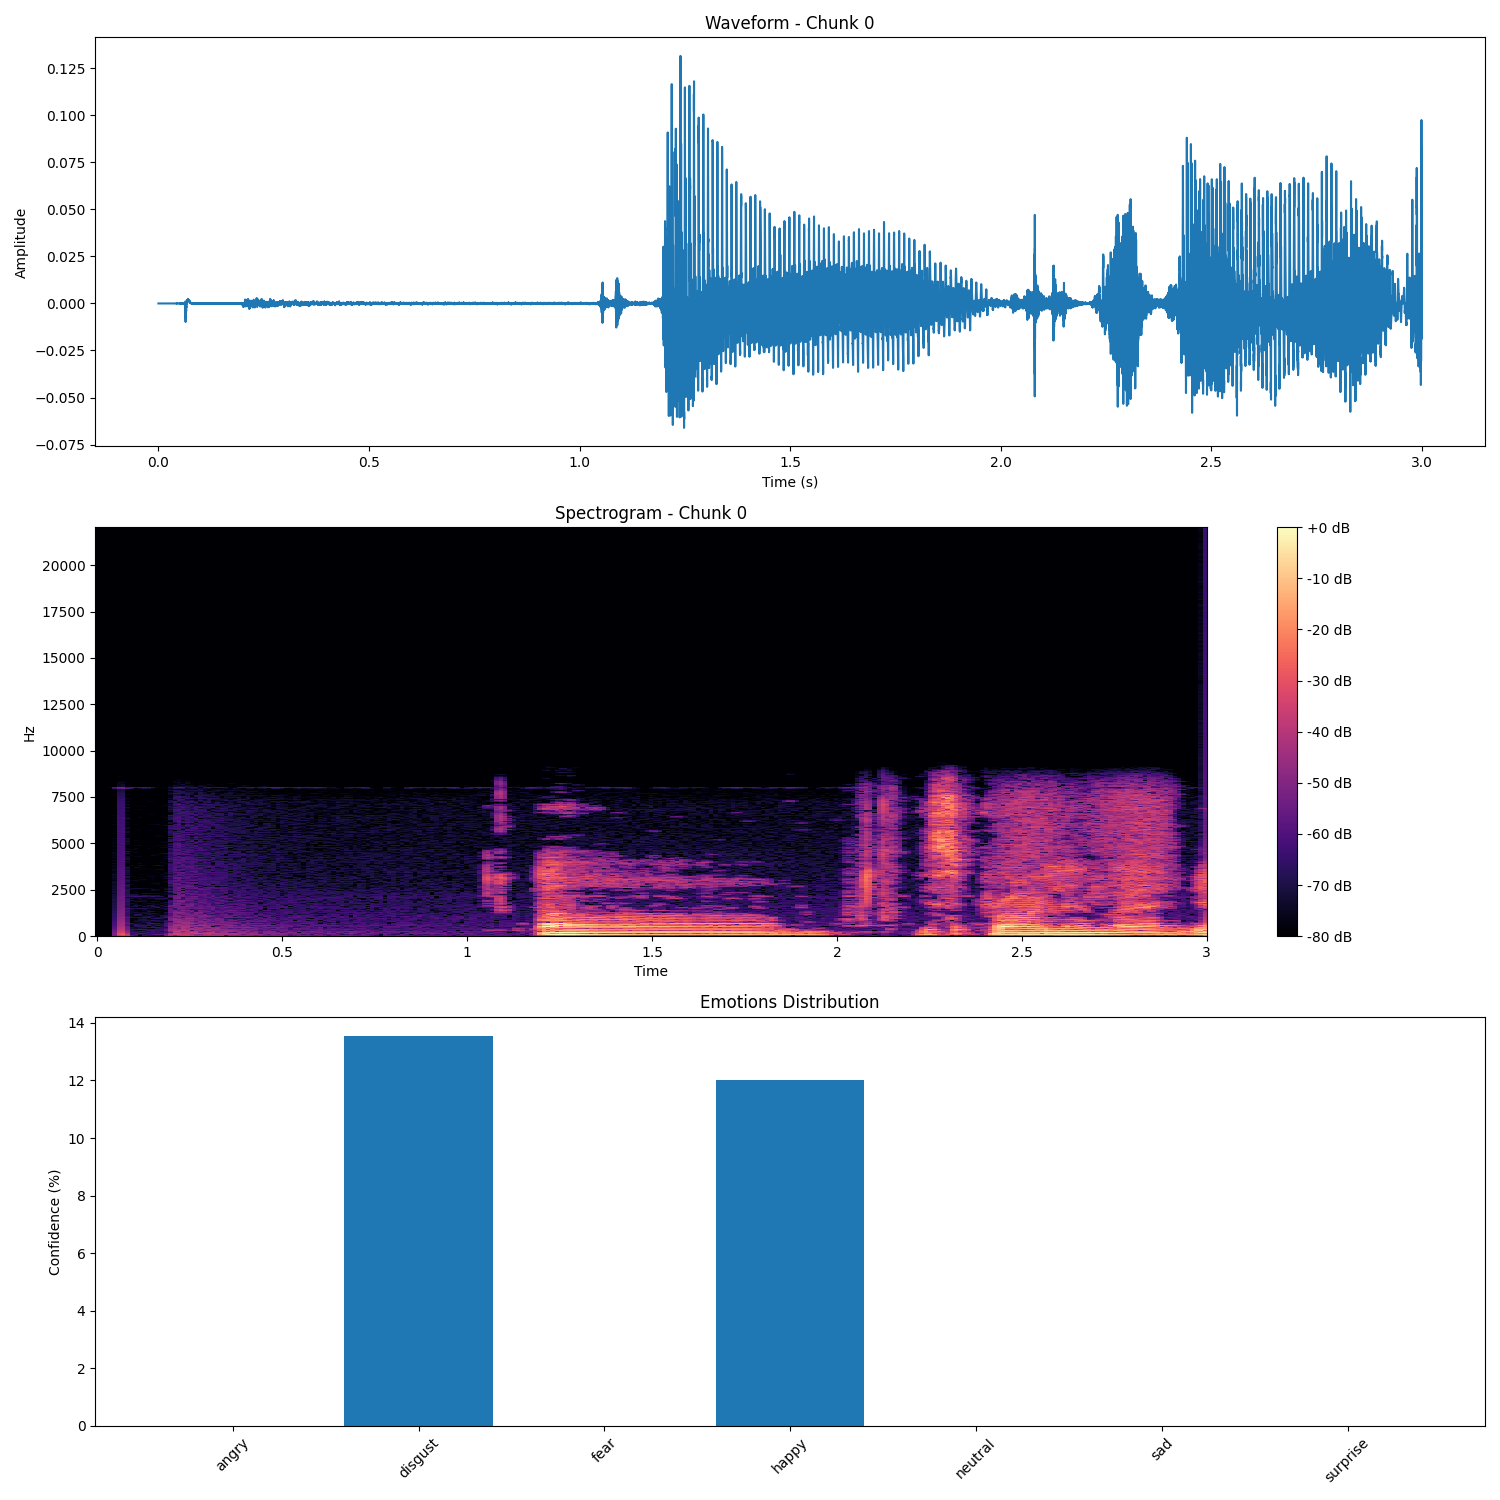 Waveform - Chunk 0
0.125
0.100
0.075
0.050
0.025
0.000
−0.025
−0.050
−0.075
Amplitude
0.0 0.5 1.0 1.5 2.0 2.5 3.0
Time (s)
Spectrogram - Chunk 0
20000
17500
15000
12500
10000
7500
5000
2500
0
Hz
0 0.5 1 1.5 2 2.5 3
Time
+0 dB
-10 dB
-20 dB
-30 dB
-40 dB
-50 dB
-60 dB
-70 dB
-80 dB
Emotions Distribution
14
12
10
8
6
4
2
0
Confidence (%)
angry disgust fear happy neutral sad surprise